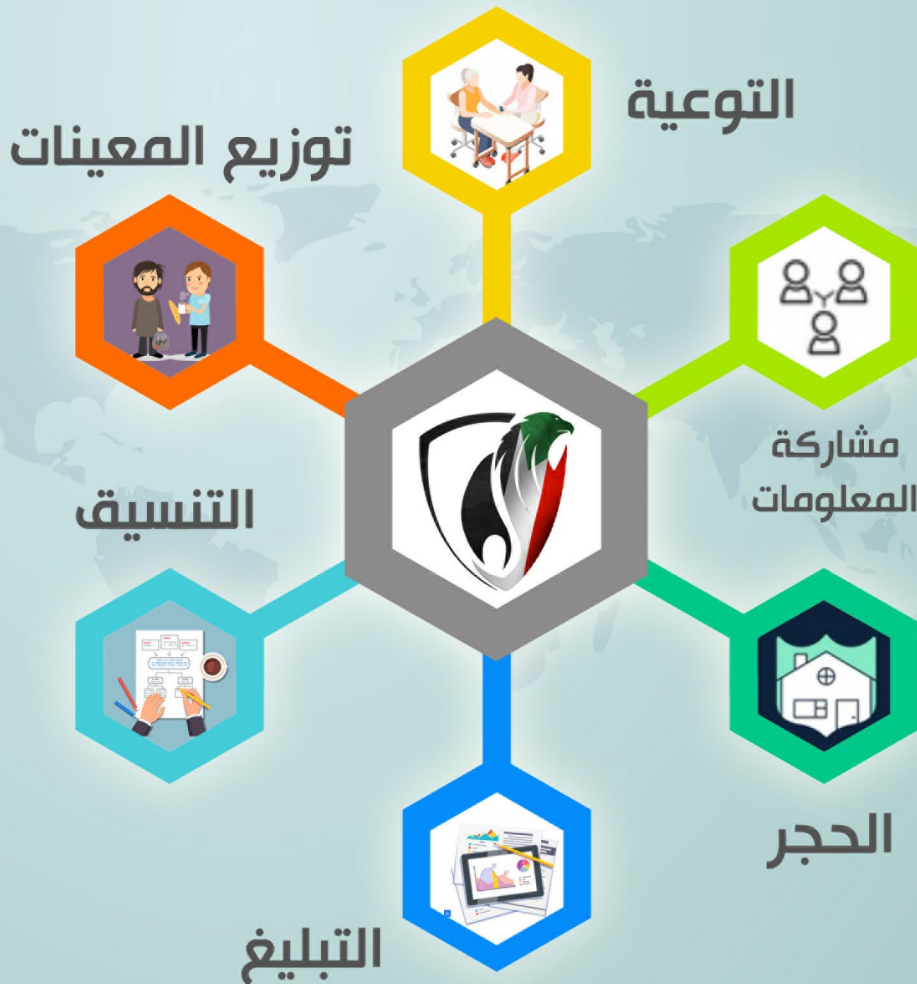 التوعية
توزيع المعينات
مشاركة
المعلومات
التنسيق
الحجر
التبليغ